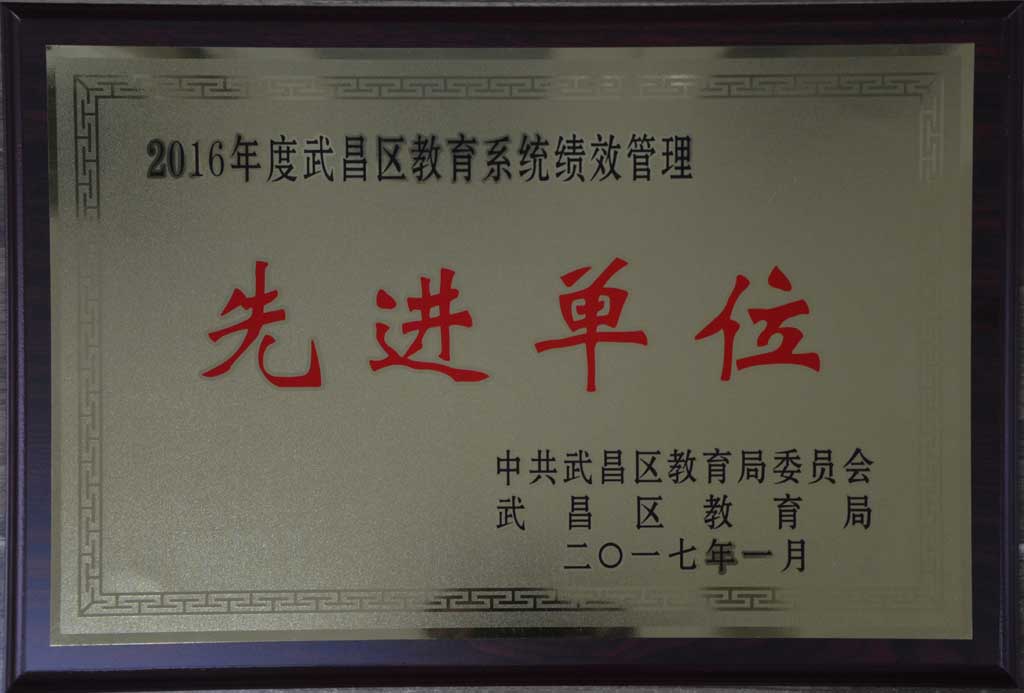 2016年度武昌区教育系统绩效管理
先进单位
中共武昌区教育局委员会
武昌区教育局
二〇一七年一月